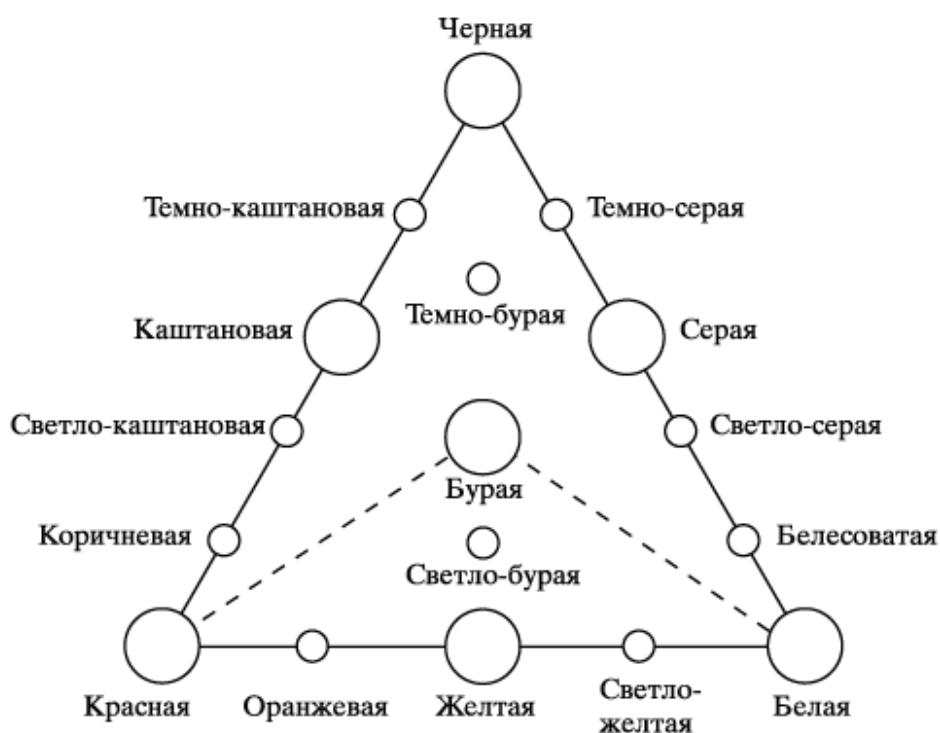 Черная
Темно-каштановая
Темно-серая
Темно-бурая
Каштановая
Серая
Светло-каштановая
Светло-серая
Бурая
Коричневая
Белесоватая
Светло-бурая
Красная
Оранжевая
Желтая
Светло-
желтая
Белая